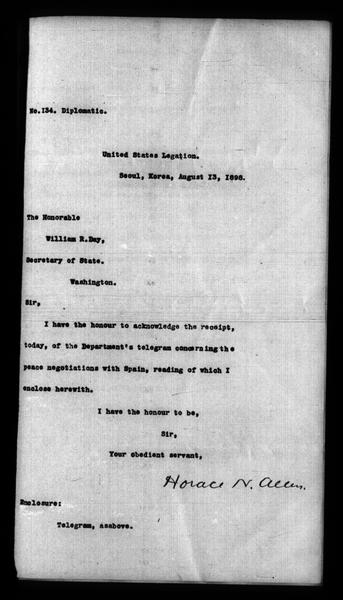 No.134. Diplomatic.
United States Legation.
Seoul, Korea, August 13, 1898.
The Honorable
William R.Day,
Secretary of State.
Washington.
Sir,
I have the honour to acknowledge the receipt,
today, of the Department's telegram concerning the
peace negotiations with Spain, reading of which I
enclose herewith.
I have the honour to be,
Sir,
Your obedient servant,
Horace N. Allen.
Enclosure:
Telegram, asabove.